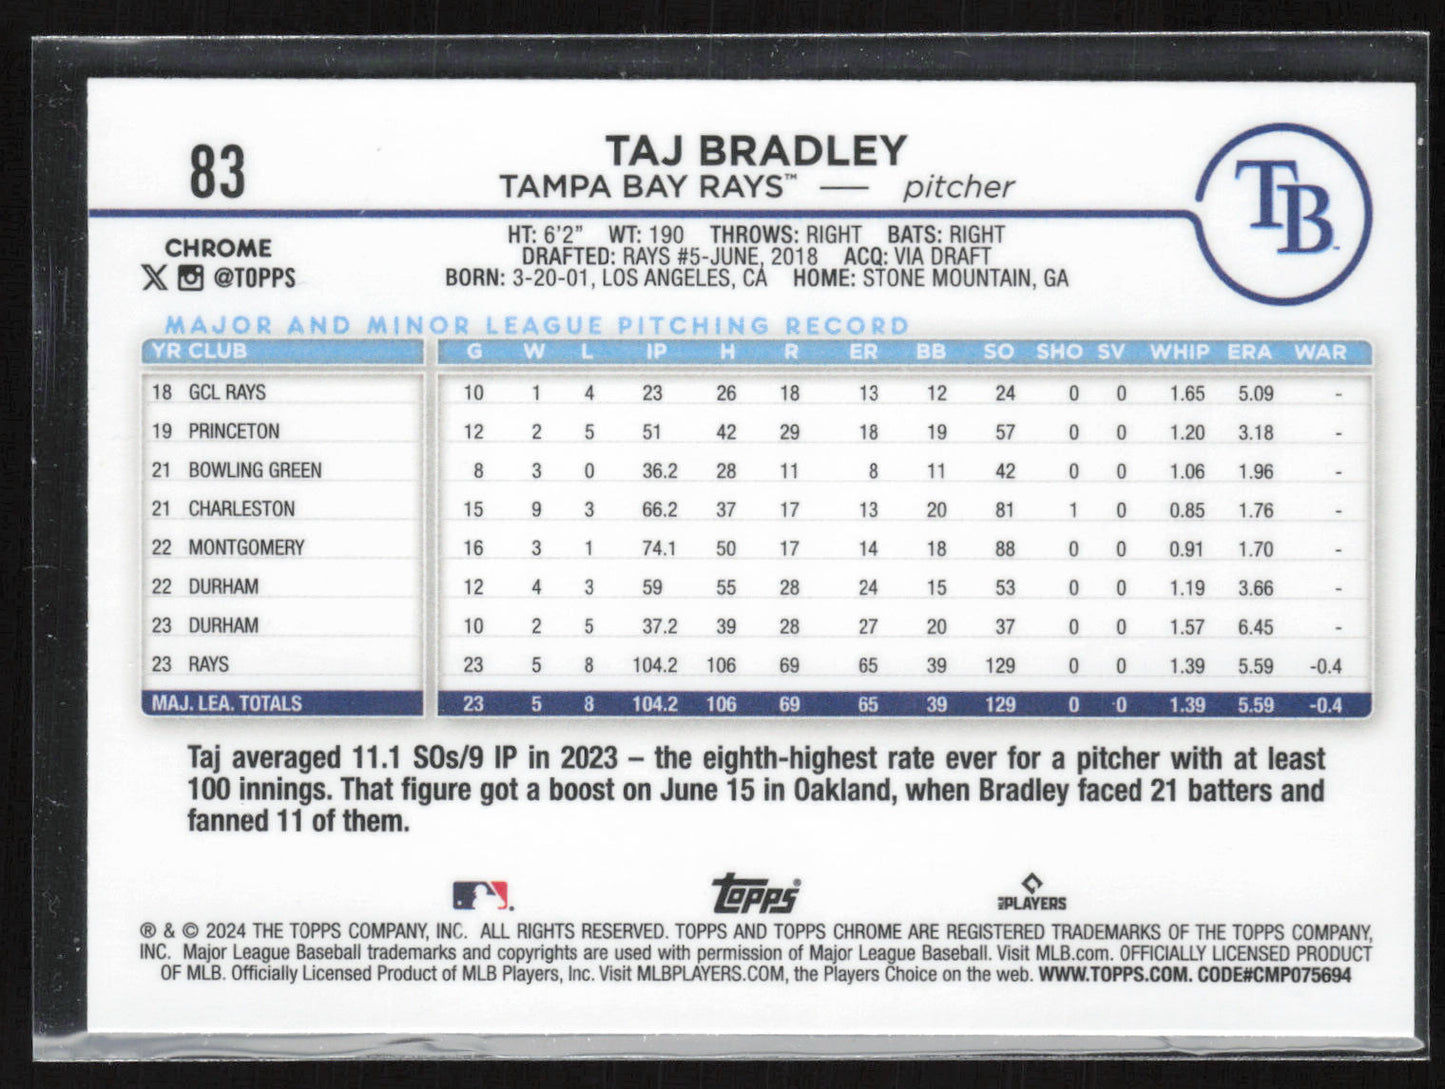 83
TAJ BRADLEY
TAMPA BAY RAYS™ — pitcher
TB
CHROME
X @TOPPS
HT: 6'2" WT: 190 THROWS: RIGHT BATS: RIGHT
DRAFTED: RAYS #5-JUNE, 2018 ACQ: VIA DRAFT
BORN: 3-20-01, LOS ANGELES, CA HOME: STONE MOUNTAIN, GA
MAJOR AND MINOR LEAGUE PITCHING RECORD
YR CLUB G W L IP H R ER BB SO SHO SV WHIP ERA WAR
18 GCL RAYS 10 1 4 23 26 18 13 12 24 0 0 1.65 5.09 -
19 PRINCETON 12 2 5 51 42 29 18 19 57 0 0 1.20 3.18 -
21 BOWLING GREEN 8 3 0 36.2 28 11 8 11 42 0 0 1.06 1.96 -
21 CHARLESTON 15 9 3 66.2 37 17 13 20 81 1 0 0.85 1.76 -
22 MONTGOMERY 16 3 1 74.1 50 17 14 18 88 0 0 0.91 1.70 -
22 DURHAM 12 4 3 59 55 28 24 15 53 0 0 1.19 3.66 -
23 DURHAM 10 2 5 37.2 39 28 27 20 37 0 0 1.57 6.45 -
23 RAYS 23 5 8 104.2 106 69 65 39 129 0 0 1.39 5.59 -0.4
MAJ. LEA. TOTALS 23 5 8 104.2 106 69 65 39 129 0 0 1.39 5.59 -0.4
Taj averaged 11.1 SOs/9 IP in 2023 – the eighth-highest rate ever for a pitcher with at least
100 innings. That figure got a boost on June 15 in Oakland, when Bradley faced 21 batters and
fanned 11 of them.
Topps®
MLB PLAYERS
® & © 2024 THE TOPPS COMPANY, INC. ALL RIGHTS RESERVED. TOPPS AND TOPPS CHROME ARE REGISTERED TRADEMARKS OF THE TOPPS COMPANY,
INC. Major League Baseball trademarks and copyrights are used with permission of Major League Baseball. Visit MLB.com. OFFICIALLY LICENSED PRODUCT
OF MLB. Officially Licensed Product of MLB Players, Inc. Visit MLBPLAYERS.COM, the Players Choice on the web. WWW.TOPPS.COM. CODE#CMP075694